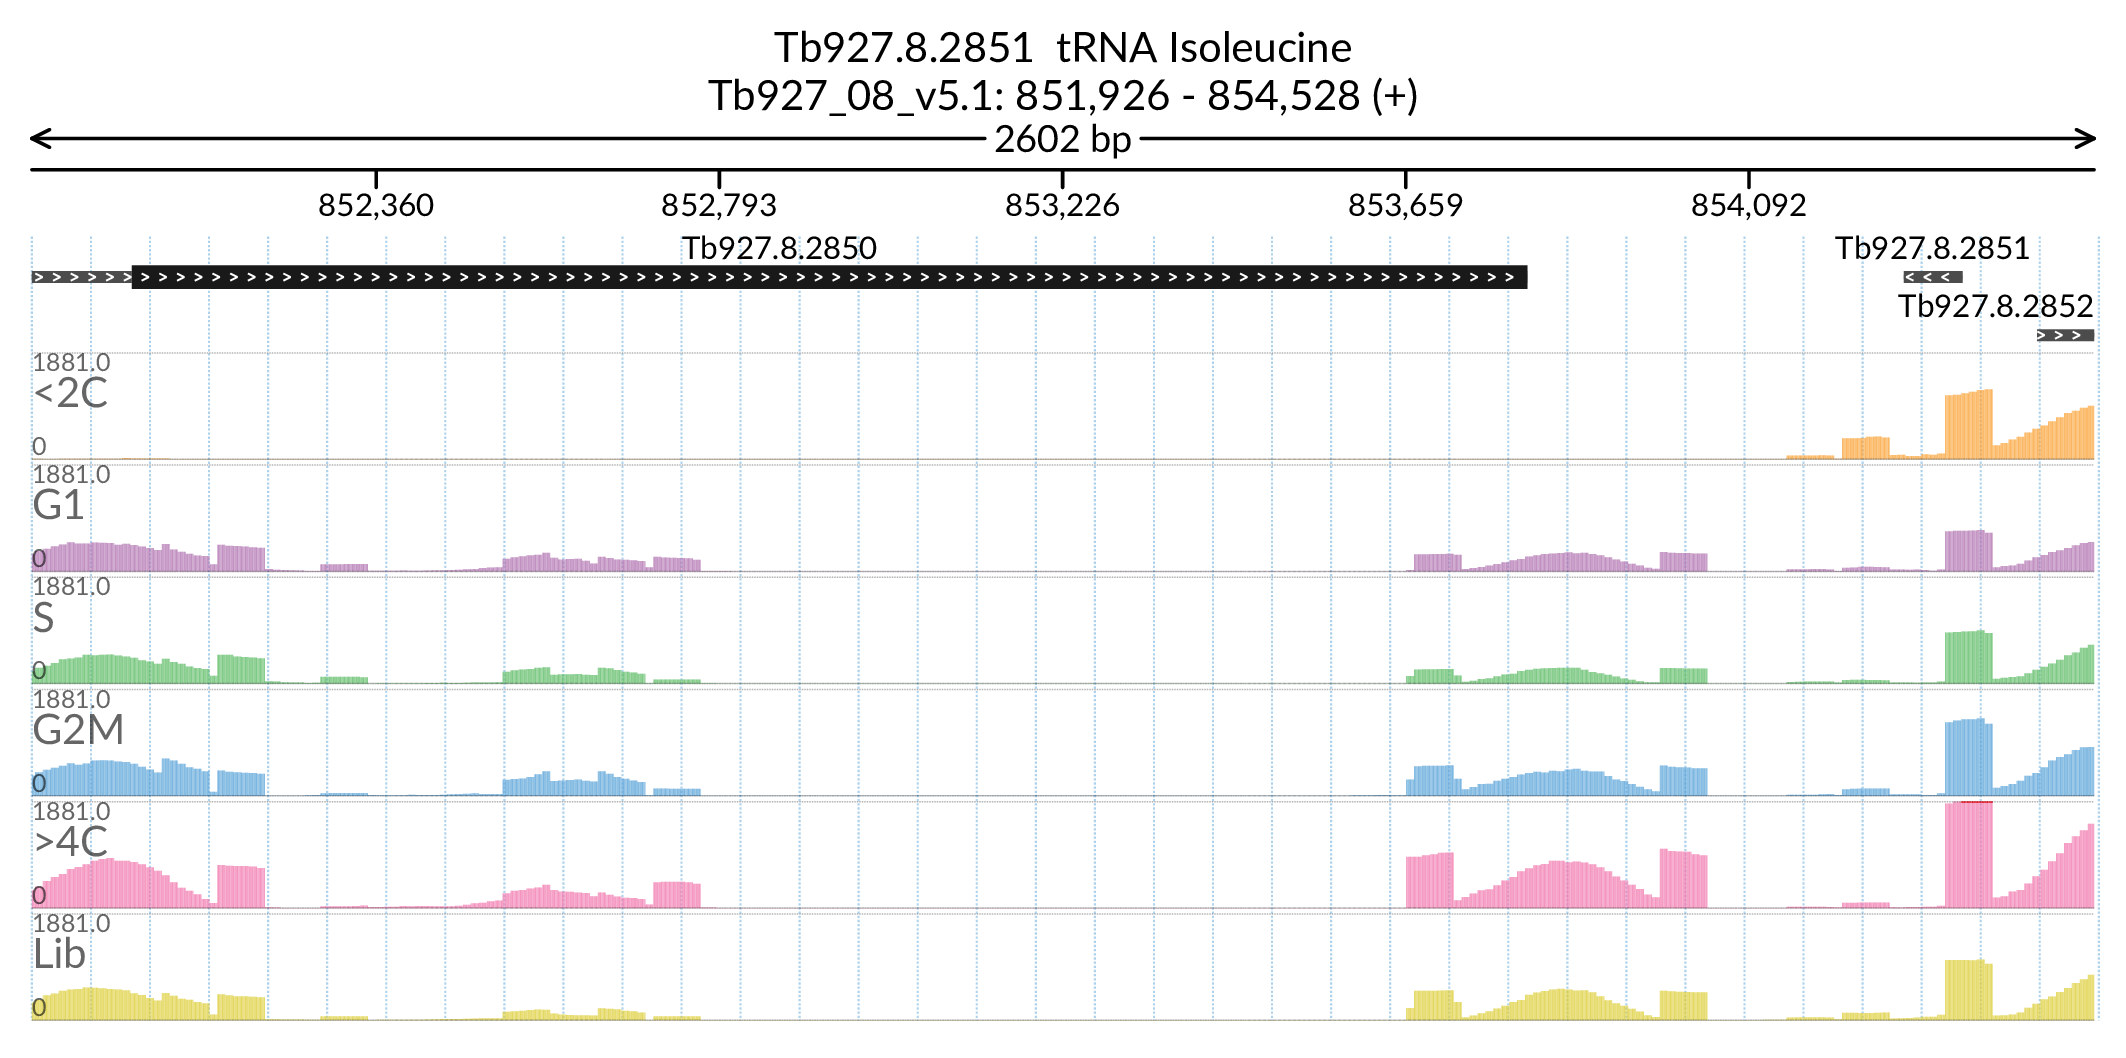 Tb927.8.2851  tRNA Isoleucine
Tb927_08_v5.1: 851,926 - 854,528 (+)
2602 bp
852,360 852,793 853,226 853,659 854,092
Tb927.8.2850 Tb927.8.2851
Tb927.8.2852
1881.0
<2C
0
1881.0
G1
0
1881.0
S
0
1881.0
G2M
0
1881.0
>4C
0
1881.0
Lib
0